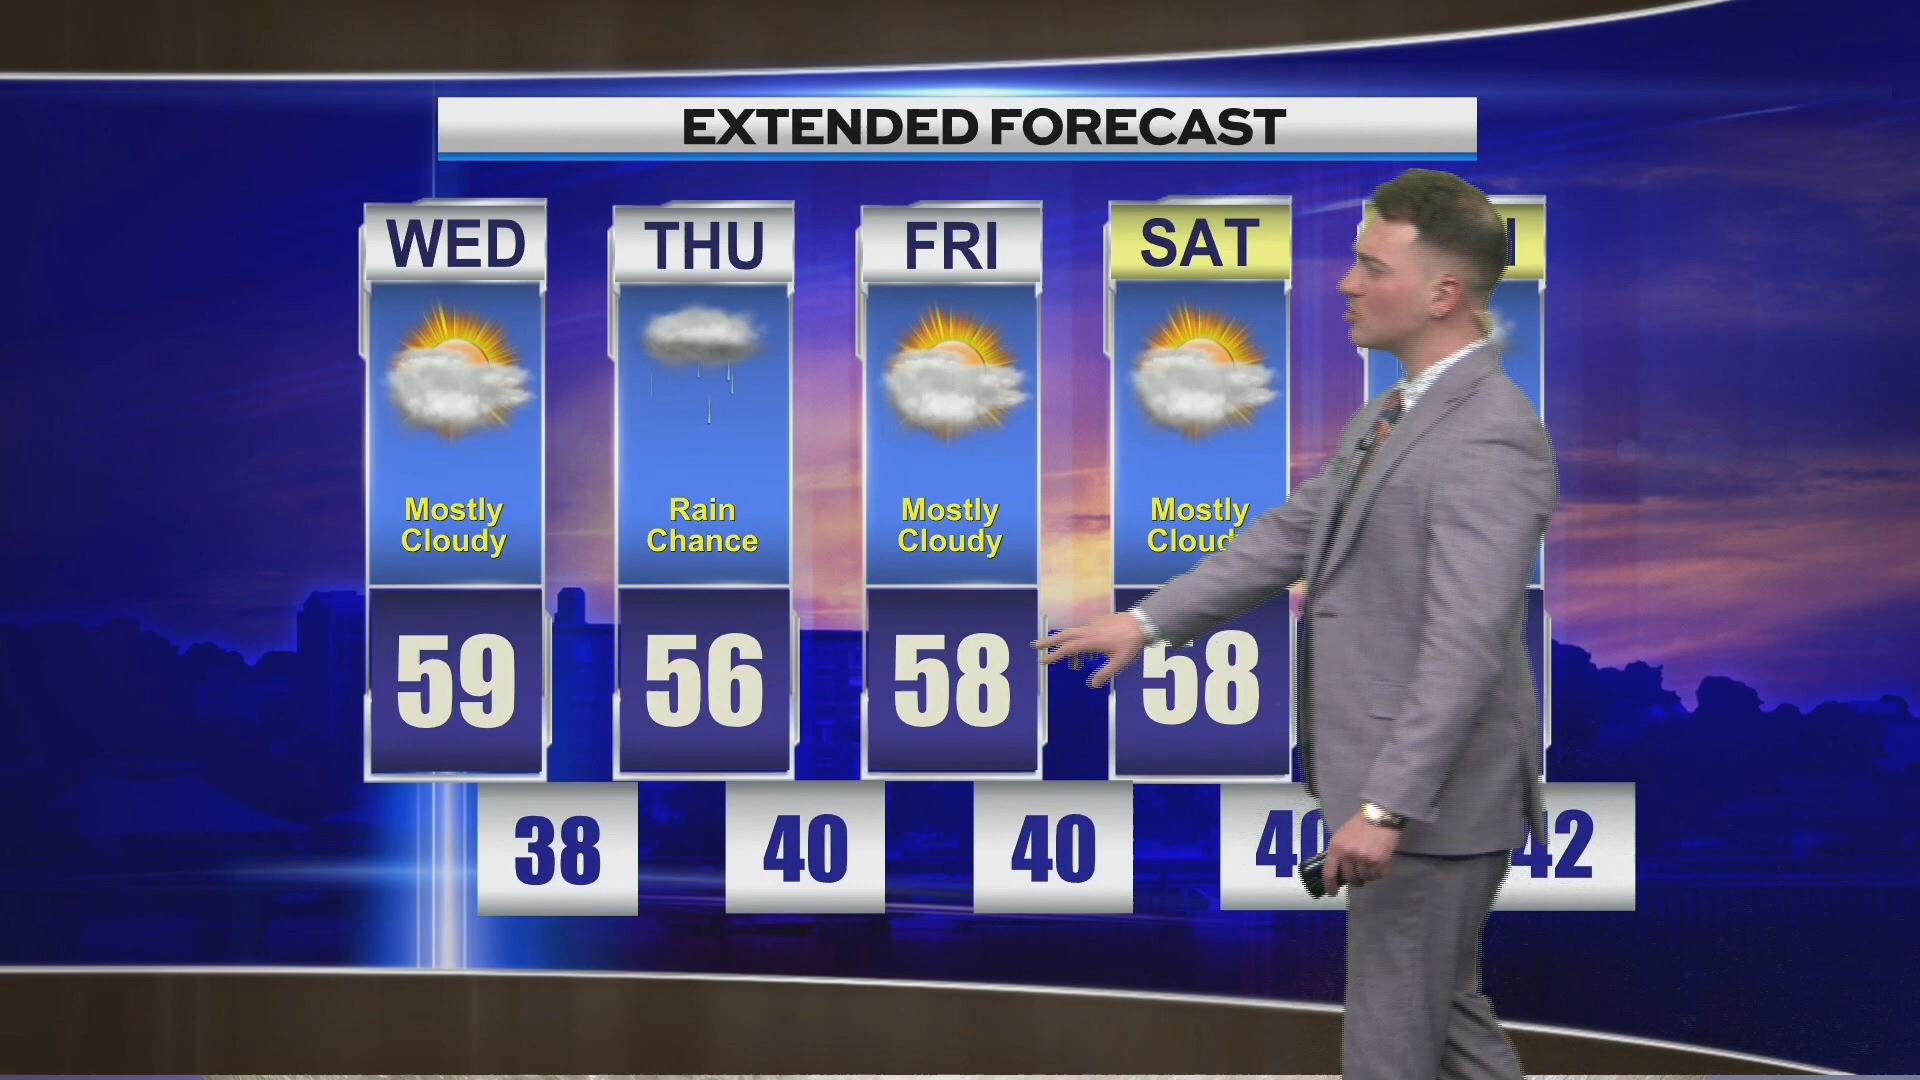 EXTENDED FORECAST
WED THU FRI SAT
Mostly Rain Mostly Mostly
Cloudy Chance Cloudy
59 56 58 58
38 40 40 42